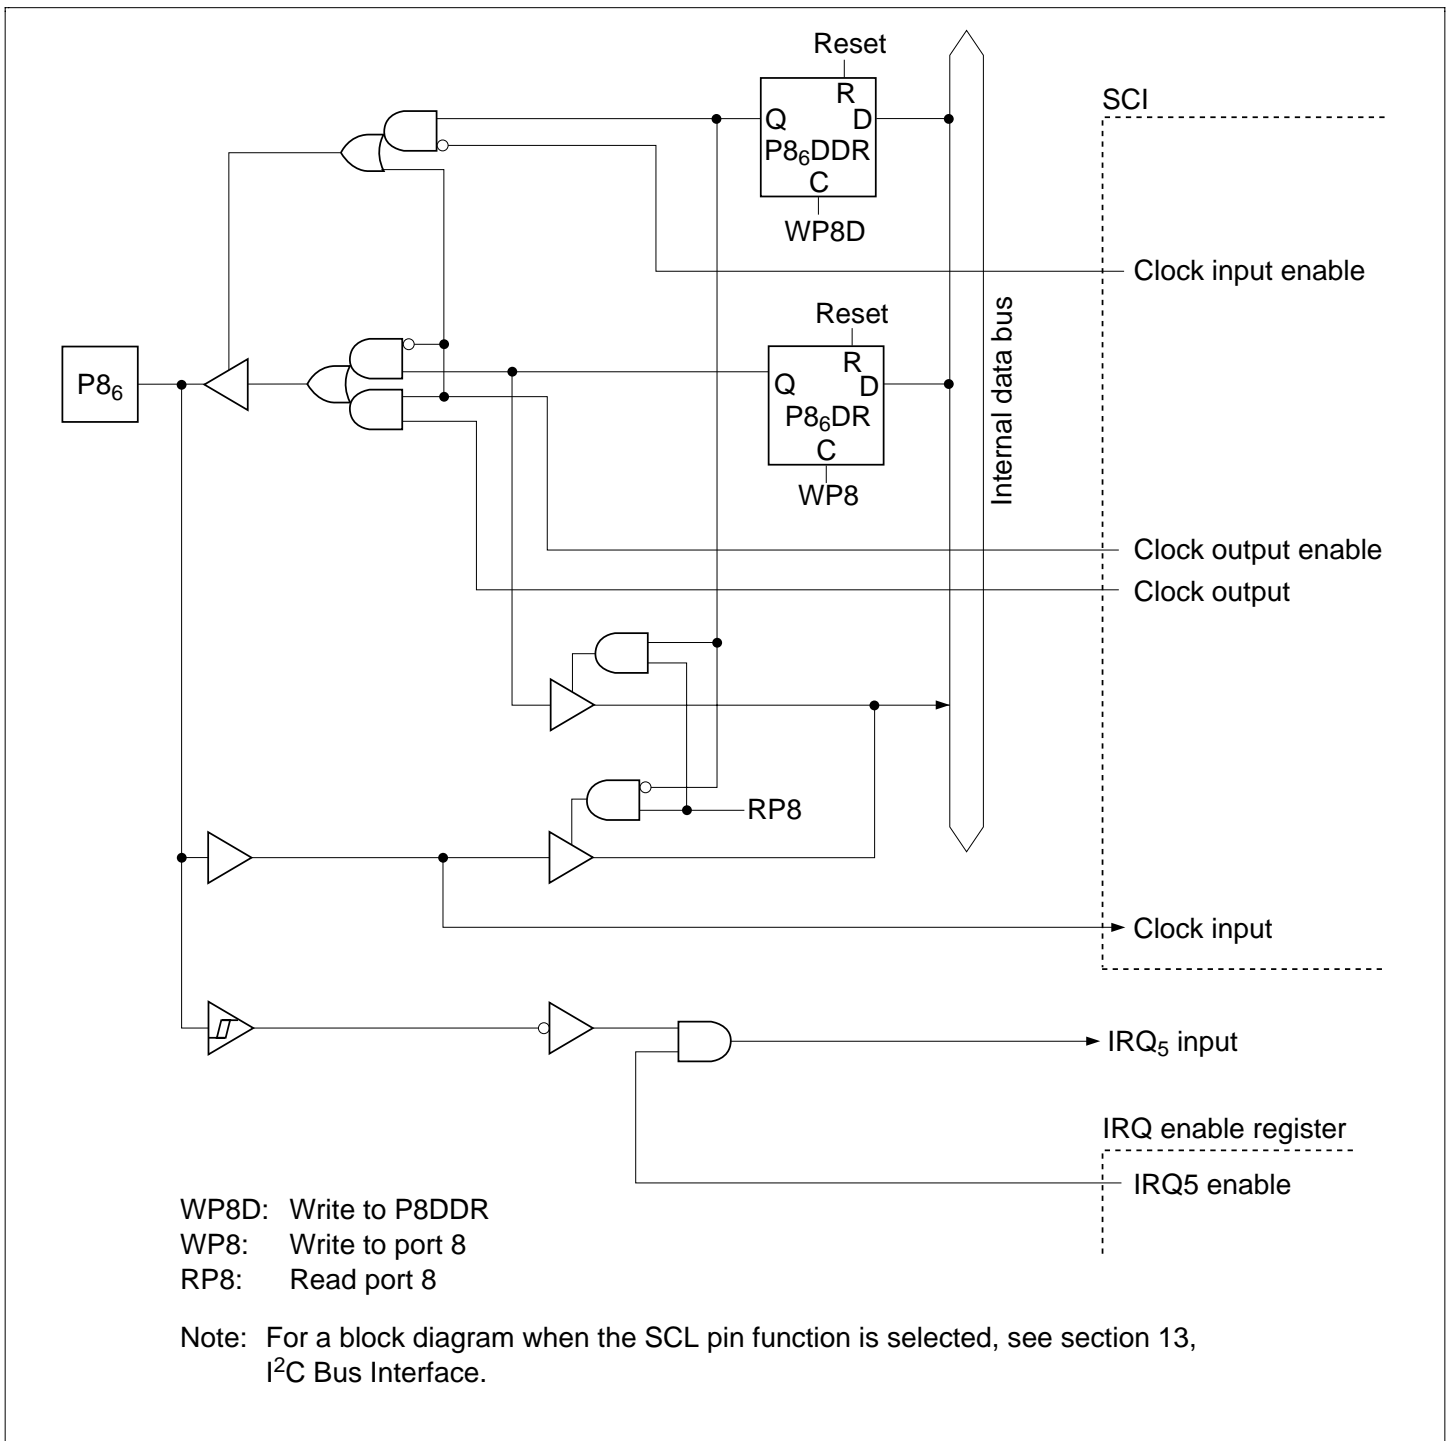 Reset
R
Q
D
P8₆DDR
C
WP8D
SCI
Clock input enable
Reset
R
Q
D
P8₆DR
C
WP8
Internal data bus
P8₆
Clock output enable
Clock output
RP8
Clock input
IRQ₅ input
IRQ enable register
IRQ5 enable
WP8D: Write to P8DDR
WP8: Write to port 8
RP8: Read port 8
Note: For a block diagram when the SCL pin function is selected, see section 13,
I²C Bus Interface.